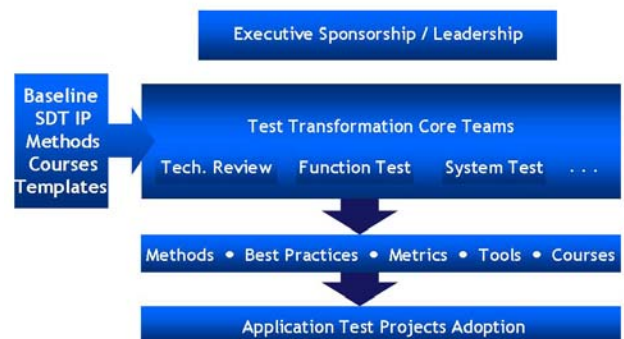 Executive Sponsorship / Leadership
Baseline
SDT IP
Methods
Courses
Templates
Test Transformation Core Teams
Tech. Review Function Test System Test . . .
Methods • Best Practices • Metrics • Tools • Courses
Application Test Projects Adoption